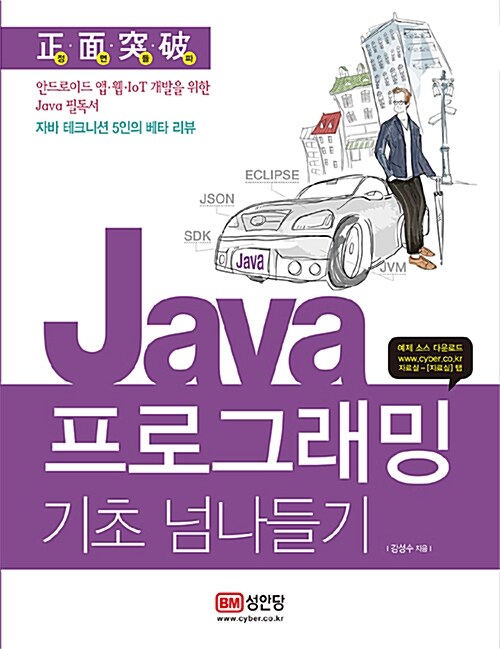 正·面·突·破
정 면 돌 파
안드로이드 앱·웹·IoT 개발을 위한
Java 필독서
자바 테크니션 5인의 베타 리뷰
ECLIPSE
JSON
SDK
Java
JVM
Java
예제 소스 다운로드
www.cyber.co.kr
자료실 – [자료실] 탭
프로그래밍
기초 넘나들기
| 김성수 지음 |
BM 성안당
www.cyber.co.kr